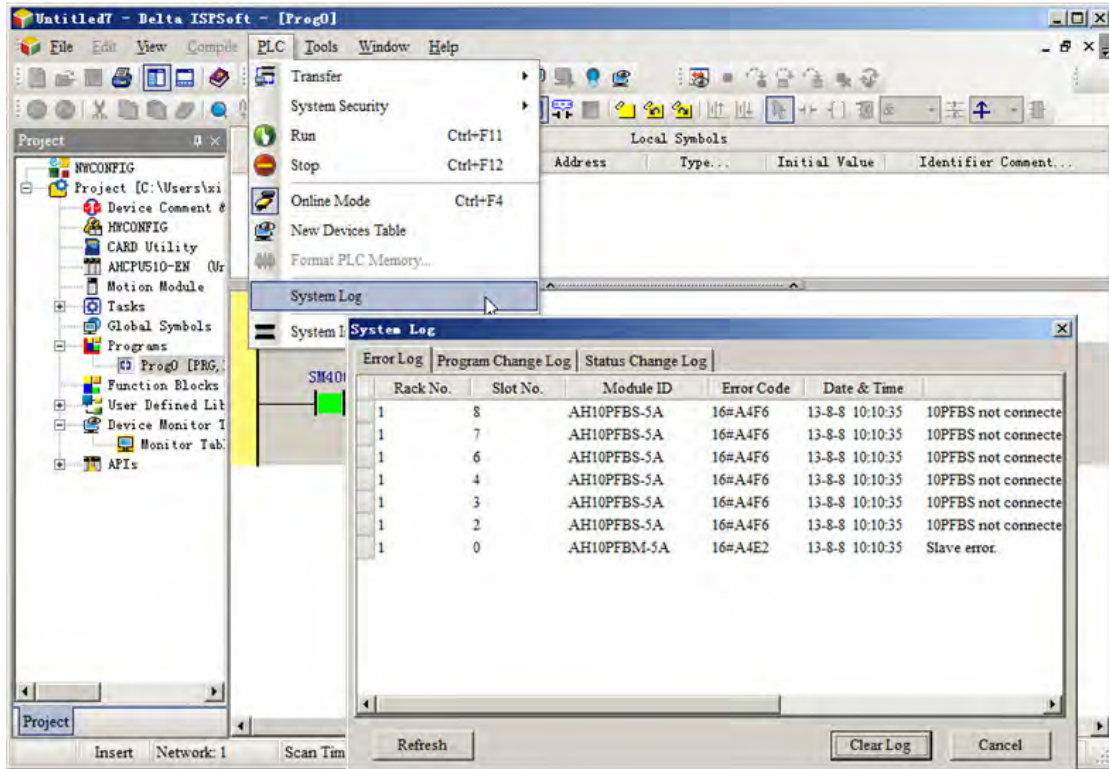 Untitled7 - Delta ISPSoft - [Prog0]
File Edit View Compile PLC Tools Window Help
Transfer
System Security
Run Ctrl+F11
Stop Ctrl+F12
Online Mode Ctrl+F4
New Devices Table
Format PLC Memory...
System Log
System I
Local Symbols
Address Type... Initial Value Identifier Comment...
Project
NWCONFIG
Project [C:\Users\xi
Device Comment &
HWCONFIG
CARD Utility
AHCPU510-EN (Ur
Motion Module
Tasks
Global Symbols
Programs
Prog0 [PRG,
Function Blocks
User Defined Lit
Device Monitor T
Monitor Tab
APIs
SM40
System Log
Error Log Program Change Log Status Change Log
Rack No. Slot No. Module ID Error Code Date & Time
1 8 AH10PFBS-5A 16#A4F6 13-8-8 10:10:35 10PFBS not connecte
1 7 AH10PFBS-5A 16#A4F6 13-8-8 10:10:35 10PFBS not connecte
1 6 AH10PFBS-5A 16#A4F6 13-8-8 10:10:35 10PFBS not connecte
1 4 AH10PFBS-5A 16#A4F6 13-8-8 10:10:35 10PFBS not connecte
1 3 AH10PFBS-5A 16#A4F6 13-8-8 10:10:35 10PFBS not connecte
1 2 AH10PFBS-5A 16#A4F6 13-8-8 10:10:35 10PFBS not connecte
1 0 AH10PFBM-5A 16#A4E2 13-8-8 10:10:35 Slave error.
Refresh Clear Log Cancel
Project
Insert Network: 1 Scan Tim